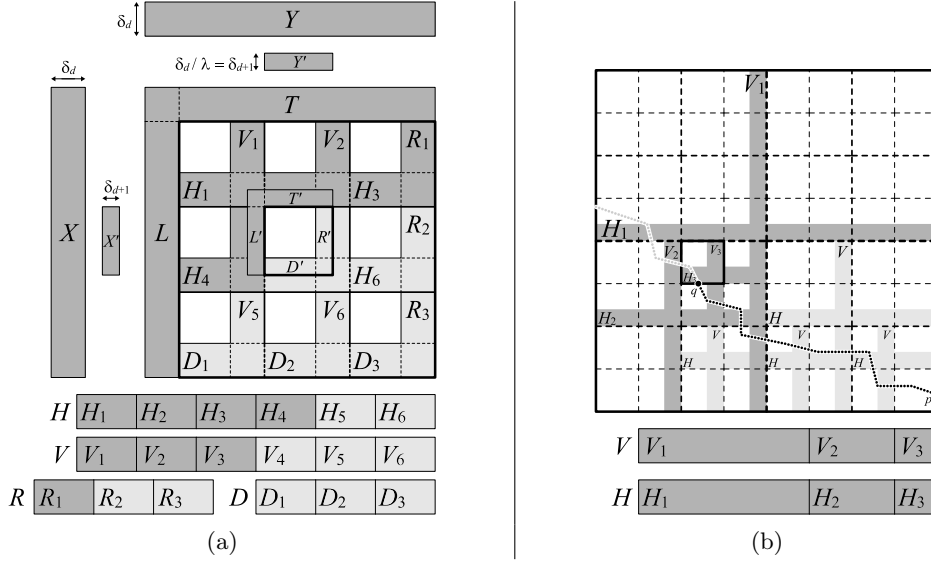 δd
Y
δd / λ = δd+1
Y'
δd
T
V1
V2
R1
δd+1
H1
T'
H3
X
X'
L
L'
R'
R2
D'
H4
H6
V5
V6
R3
D1
D2
D3
H H1 H2 H3 H4 H5 H6
V V1 V2 V3 V4 V5 V6
R R1 R2 R3 D D1 D2 D3
(a)
V1
H1
V2
V3
V
H3
q
H2
H
V
V
V
H
H
H
p
V V1 V2 V3
H H1 H2 H3
(b)